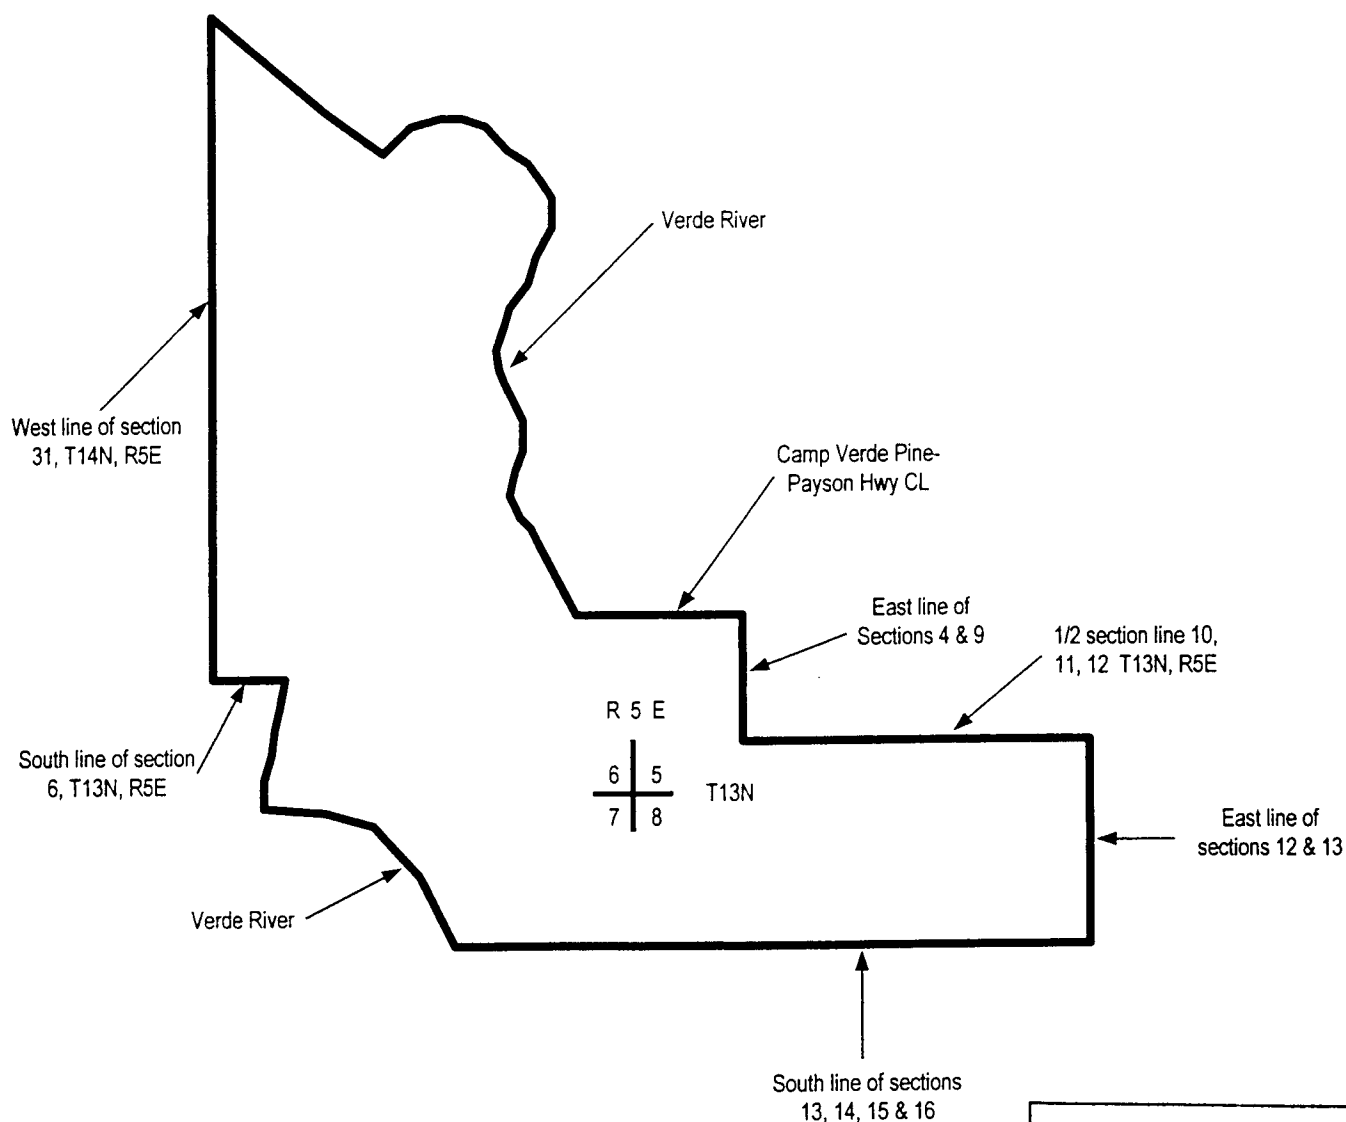 Verde River
West line of section
31, T14N, R5E
Camp Verde Pine-
Payson Hwy CL
East line of
Sections 4 & 9
1/2 section line 10,
11, 12 T13N, R5E
R 5 E
6 5
T13N
7 8
South line of section
6, T13N, R5E
East line of
sections 12 & 13
Verde River
South line of sections
13, 14, 15 & 16